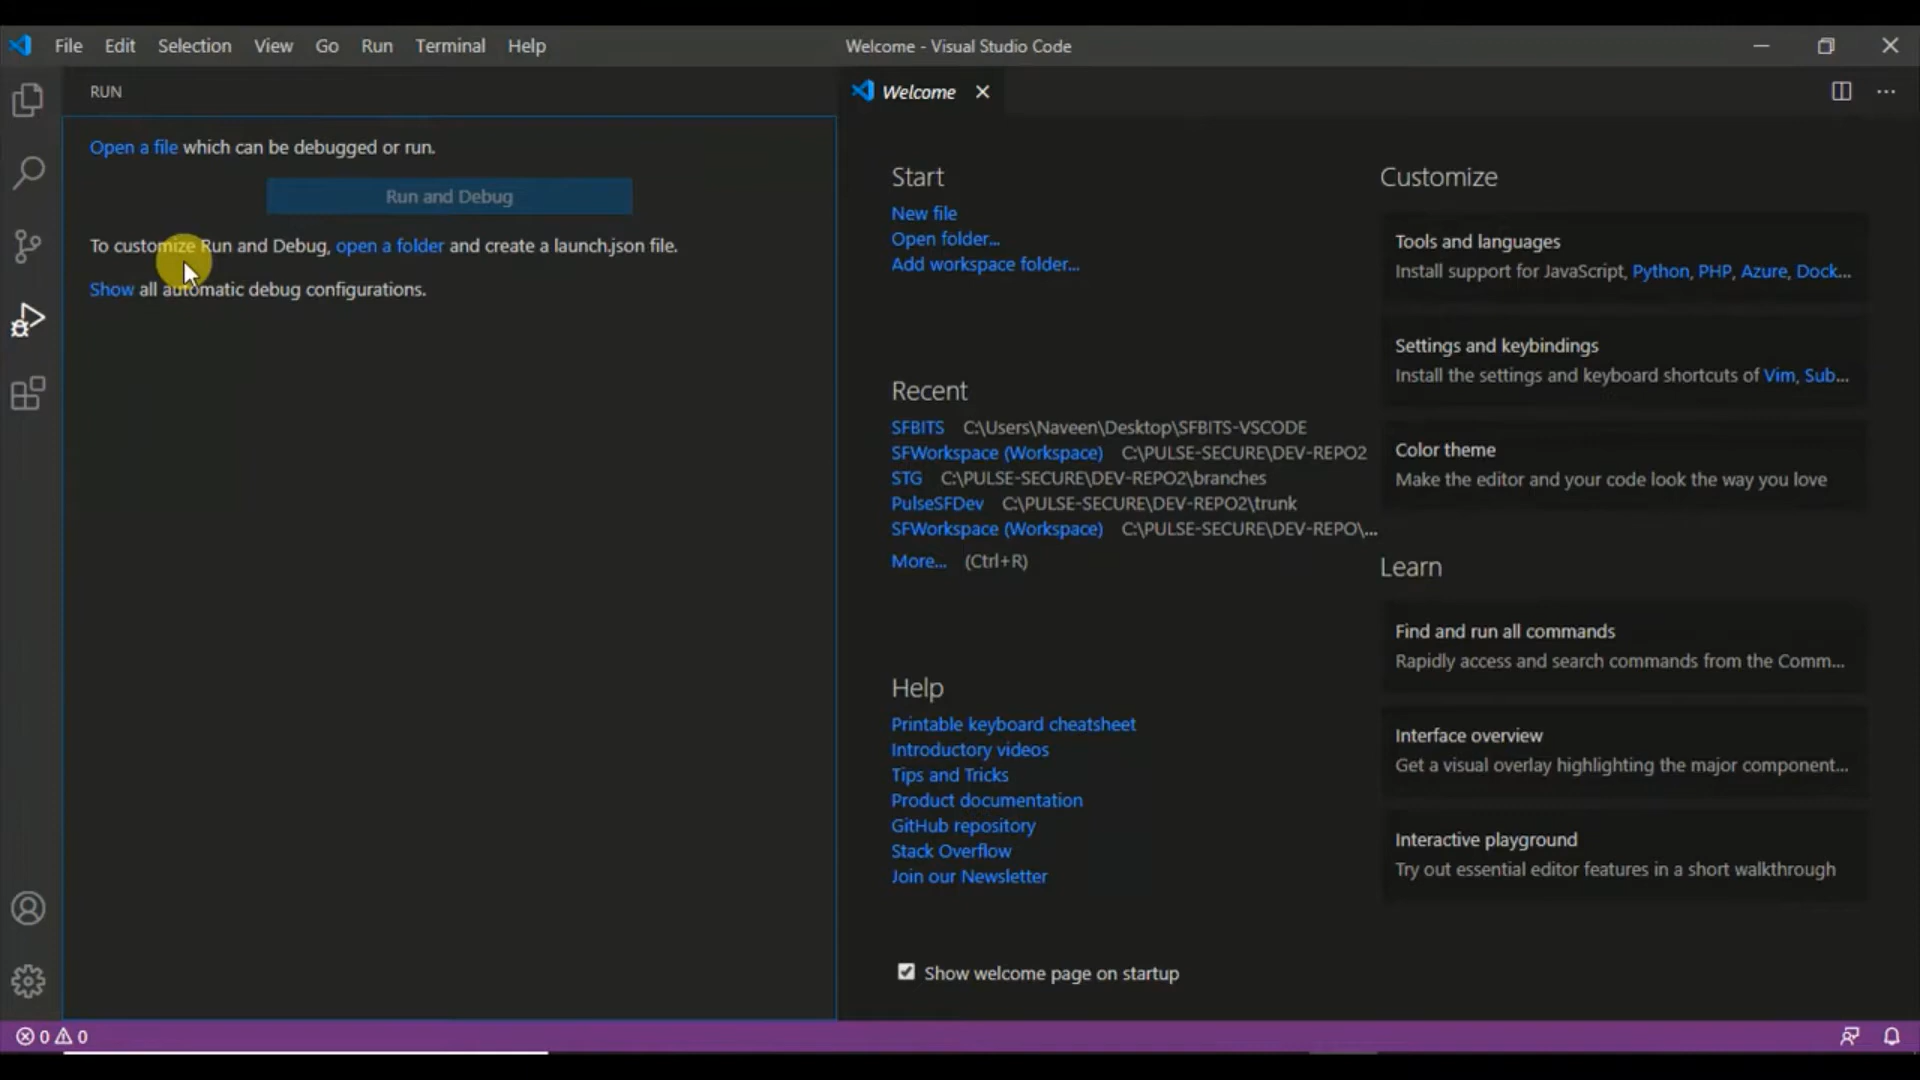 File Edit Selection View Go Run Terminal Help
Welcome - Visual Studio Code
RUN
Open a file which can be debugged or run.
Run and Debug
To customize Run and Debug, open a folder and create a launch.json file.
Show all automatic debug configurations.
Welcome
Start
New file
Open folder...
Add workspace folder...
Recent
SFBITS C:\Users\Naveen\Desktop\SFBITS-VSCODE
SFWorkspace (Workspace) C:\PULSE-SECURE\DEV-REPO2
STG C:\PULSE-SECURE\DEV-REPO2\branches
PulseSFDev C:\PULSE-SECURE\DEV-REPO2\trunk
SFWorkspace (Workspace) C:\PULSE-SECURE\DEV-REPO\...
More... (Ctrl+R)
Help
Printable keyboard cheatsheet
Introductory videos
Tips and Tricks
Product documentation
GitHub repository
Stack Overflow
Join our Newsletter
Show welcome page on startup
Customize
Tools and languages
Install support for JavaScript, Python, PHP, Azure, Dock...
Settings and keybindings
Install the settings and keyboard shortcuts of Vim, Sub...
Color theme
Make the editor and your code look the way you love
Learn
Find and run all commands
Rapidly access and search commands from the Comm...
Interface overview
Get a visual overlay highlighting the major component...
Interactive playground
Try out essential editor features in a short walkthrough
0 0